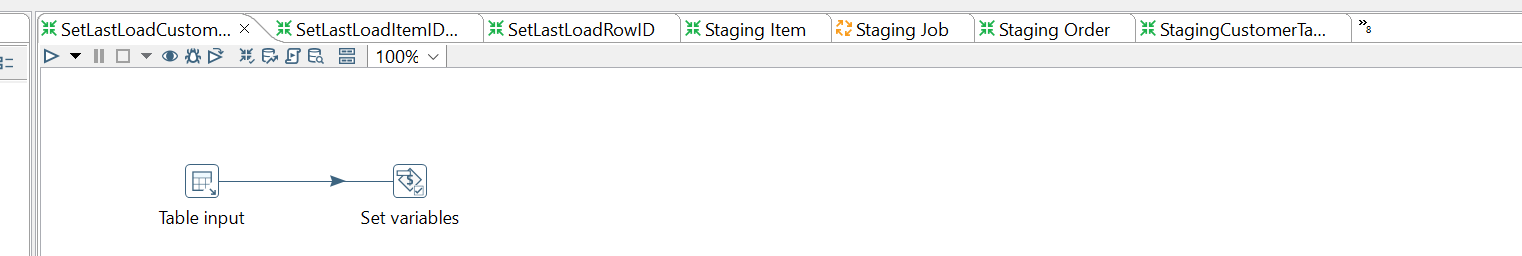 SetLastLoadCustom... SetLastLoadItemID... SetLastLoadRowID Staging Item Staging Job Staging Order StagingCustomerTa... »8
100%
Table input Set variables